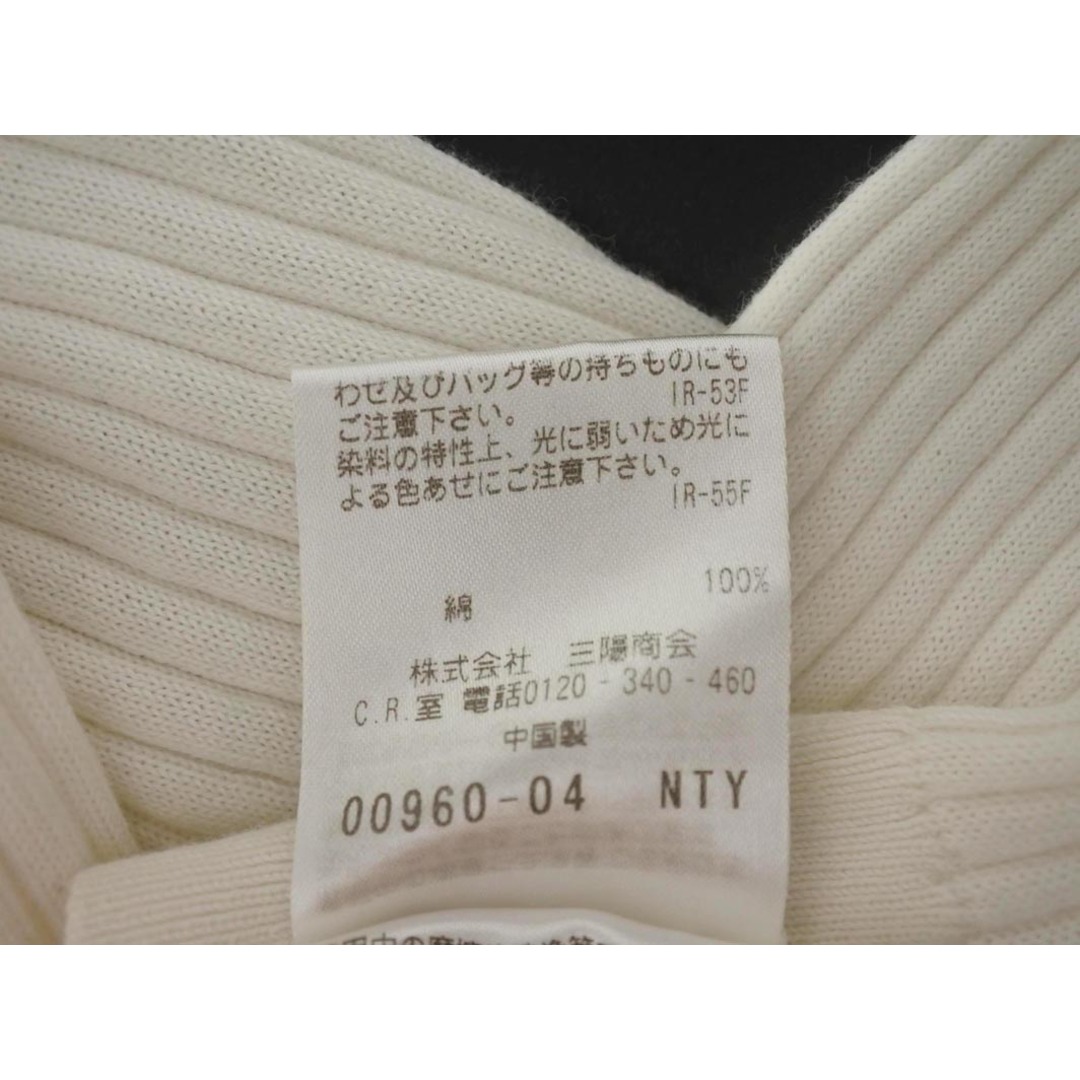 わせ及びバッグ等の持ちものにも
ご注意下さい。 IR-53F
染料の特性上、光に弱いため光に
よる色あせにご注意下さい。
IR-55F
綿 100%
株式会社 三陽商会
C.R.室 電話0120-340-460
中国製
00960-04 NTY